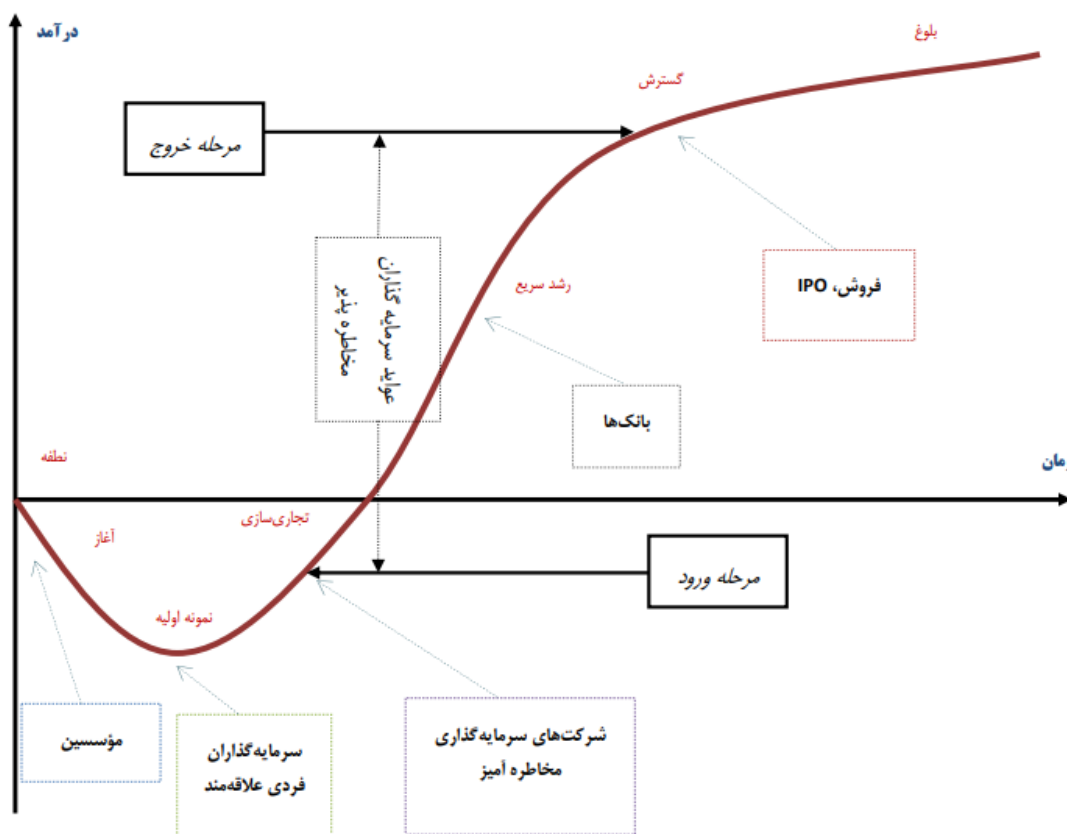 درآمد
بلوغ
گسترش
مرحله خروج
عواید سرمایه گذاران
مخاطره پذیر
فروش، IPO
رشد سریع
بانک‌ها
نطفه
زمان
تجاری‌سازی
آغاز
مرحله ورود
نمونه اولیه
مؤسسین
سرمایه‌گذاران
فردی علاقه‌مند
شرکت‌های سرمایه‌گذاری
مخاطره آمیز